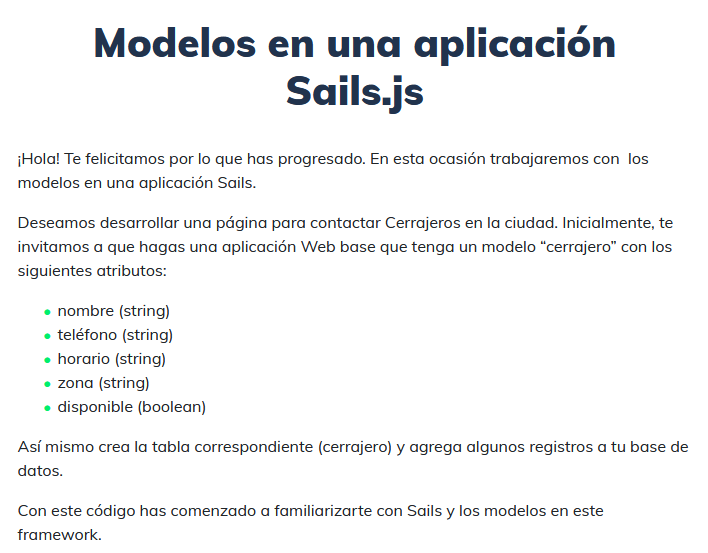 Modelos en una aplicación
Sails.js
¡Hola! Te felicitamos por lo que has progresado. En esta ocasión trabajaremos con  los
modelos en una aplicación Sails.
Deseamos desarrollar una página para contactar Cerrajeros en la ciudad. Inicialmente, te
invitamos a que hagas una aplicación Web base que tenga un modelo “cerrajero” con los
siguientes atributos:
nombre (string)
teléfono (string)
horario (string)
zona (string)
disponible (boolean)
Así mismo crea la tabla correspondiente (cerrajero) y agrega algunos registros a tu base de
datos.
Con este código has comenzado a familiarizarte con Sails y los modelos en este
framework.